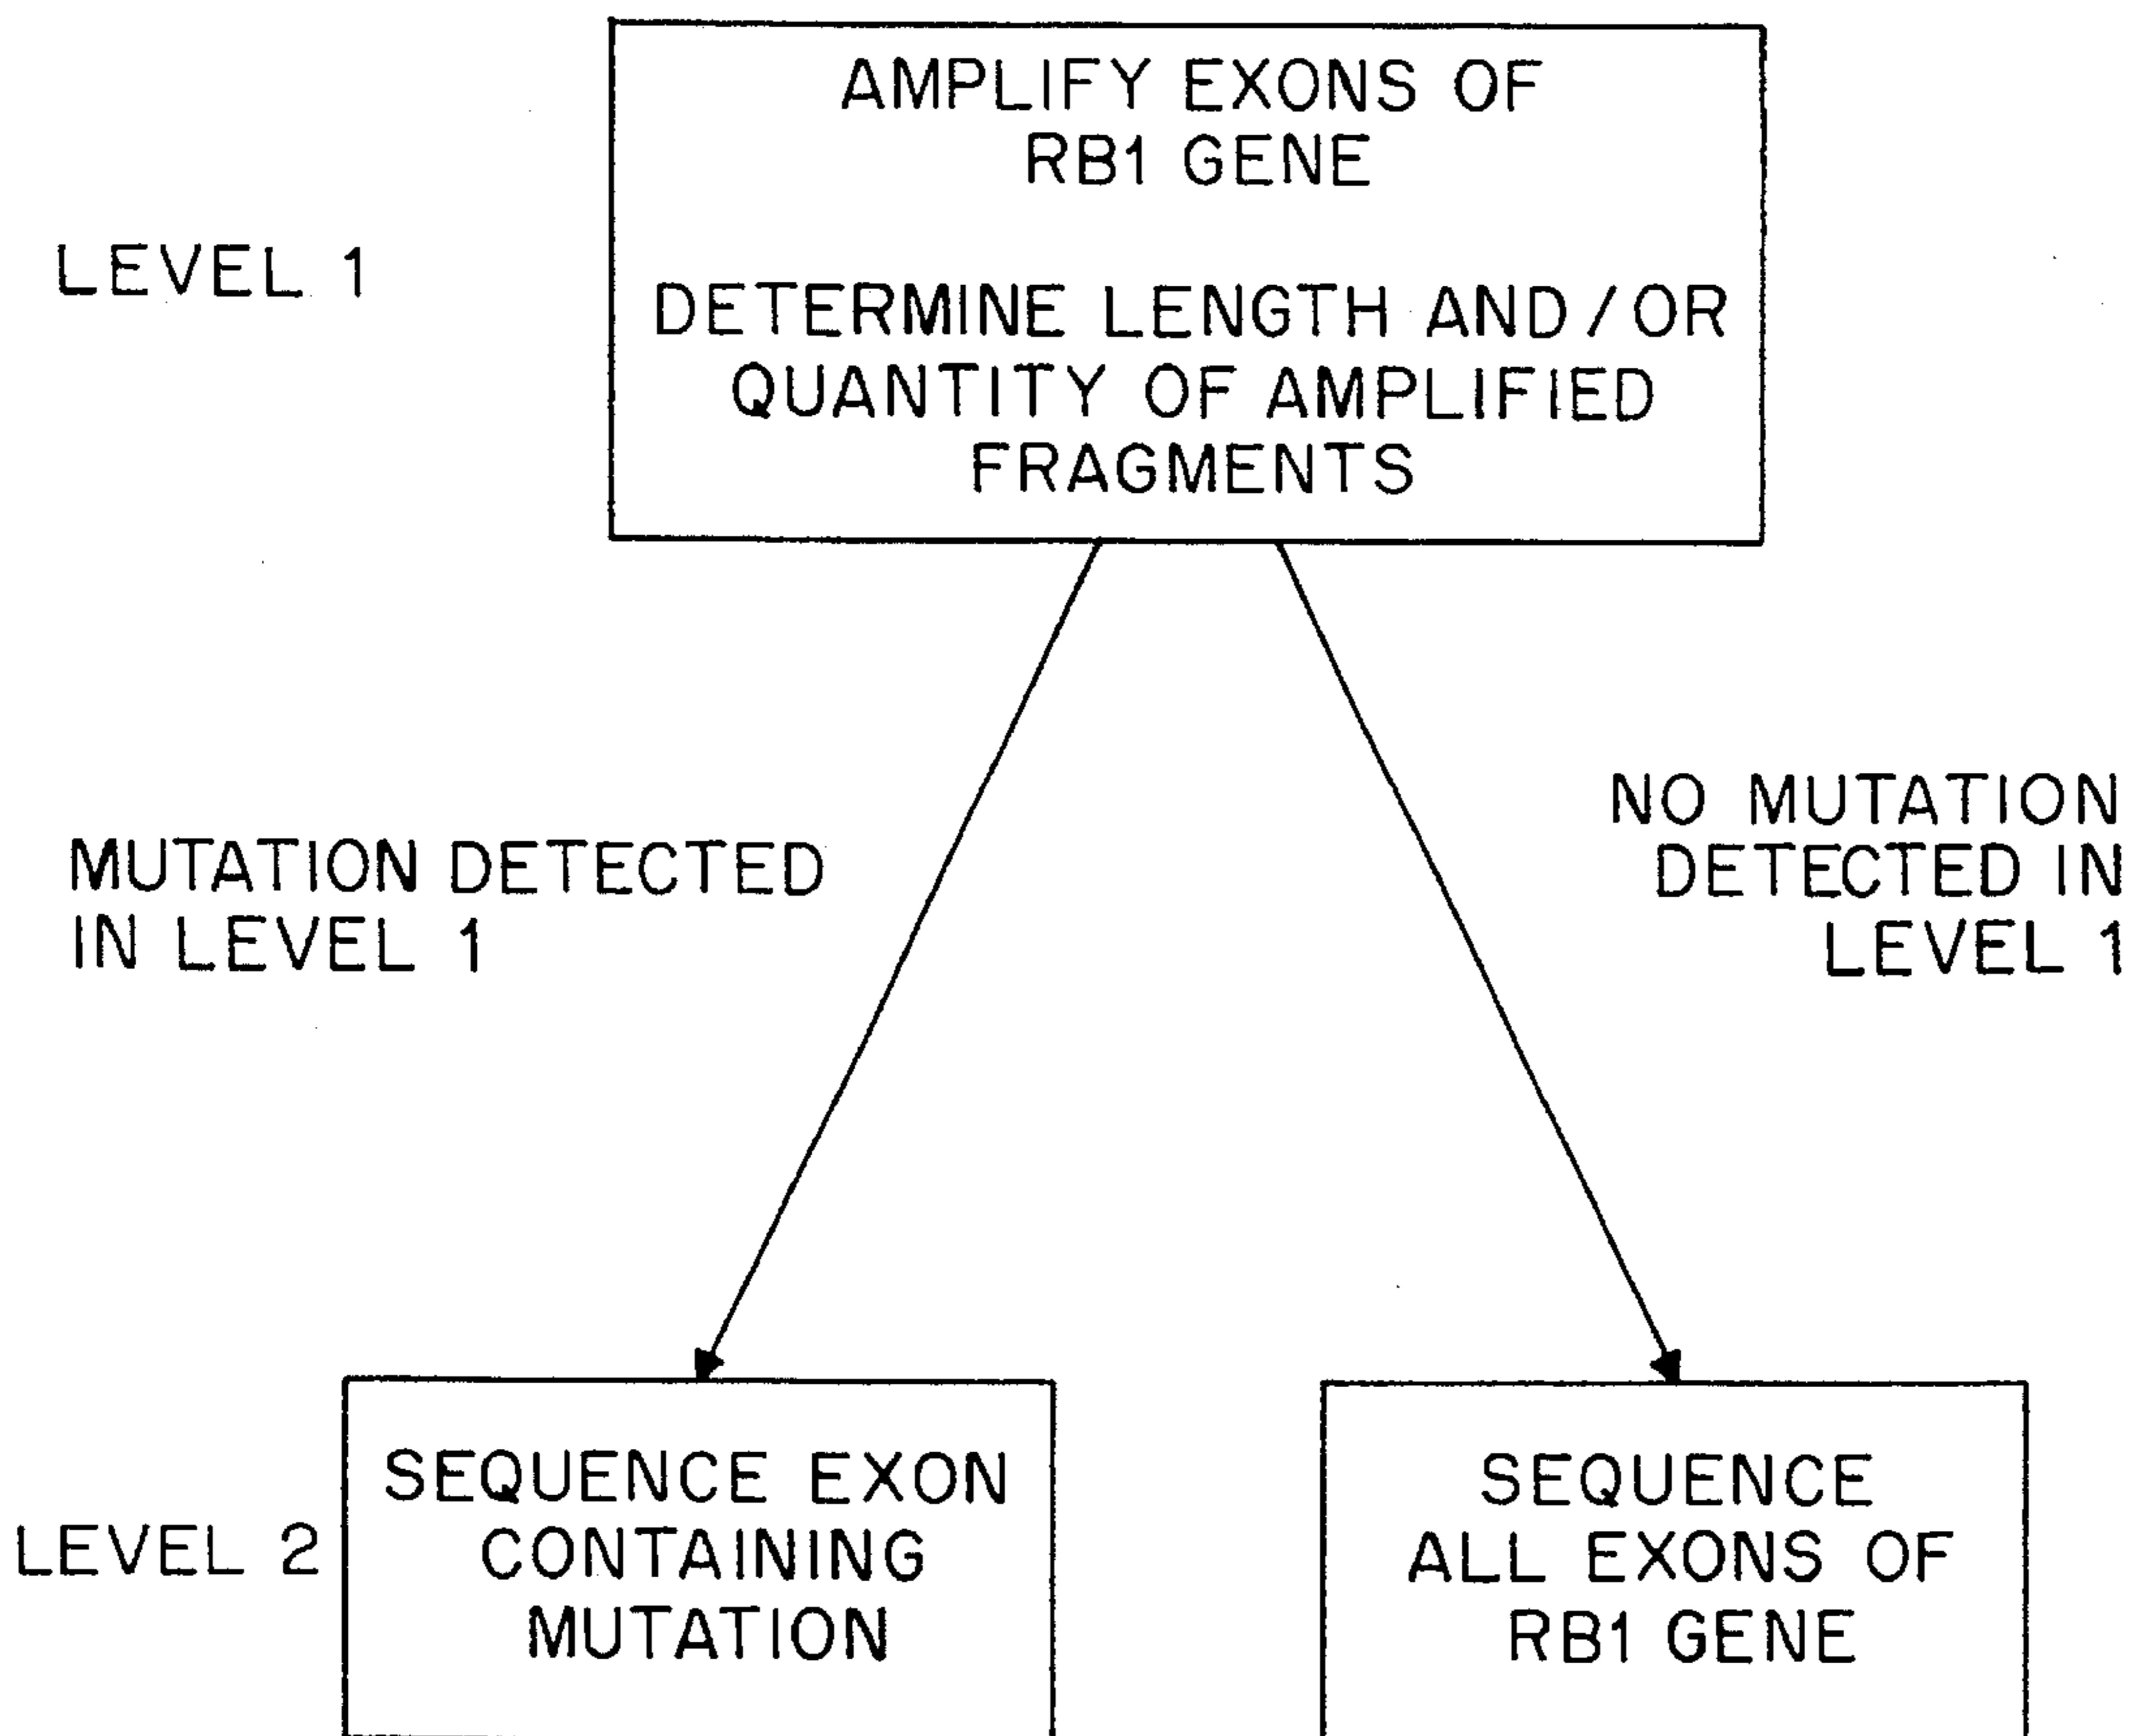 AMPLIFY EXONS OF
RB1 GENE
LEVEL 1
DETERMINE LENGTH AND/OR
QUANTITY OF AMPLIFIED
FRAGMENTS
MUTATION DETECTED
IN LEVEL 1
NO MUTATION
DETECTED IN
LEVEL 1
LEVEL 2
SEQUENCE EXON
CONTAINING
MUTATION
SEQUENCE
ALL EXONS OF
RB1 GENE